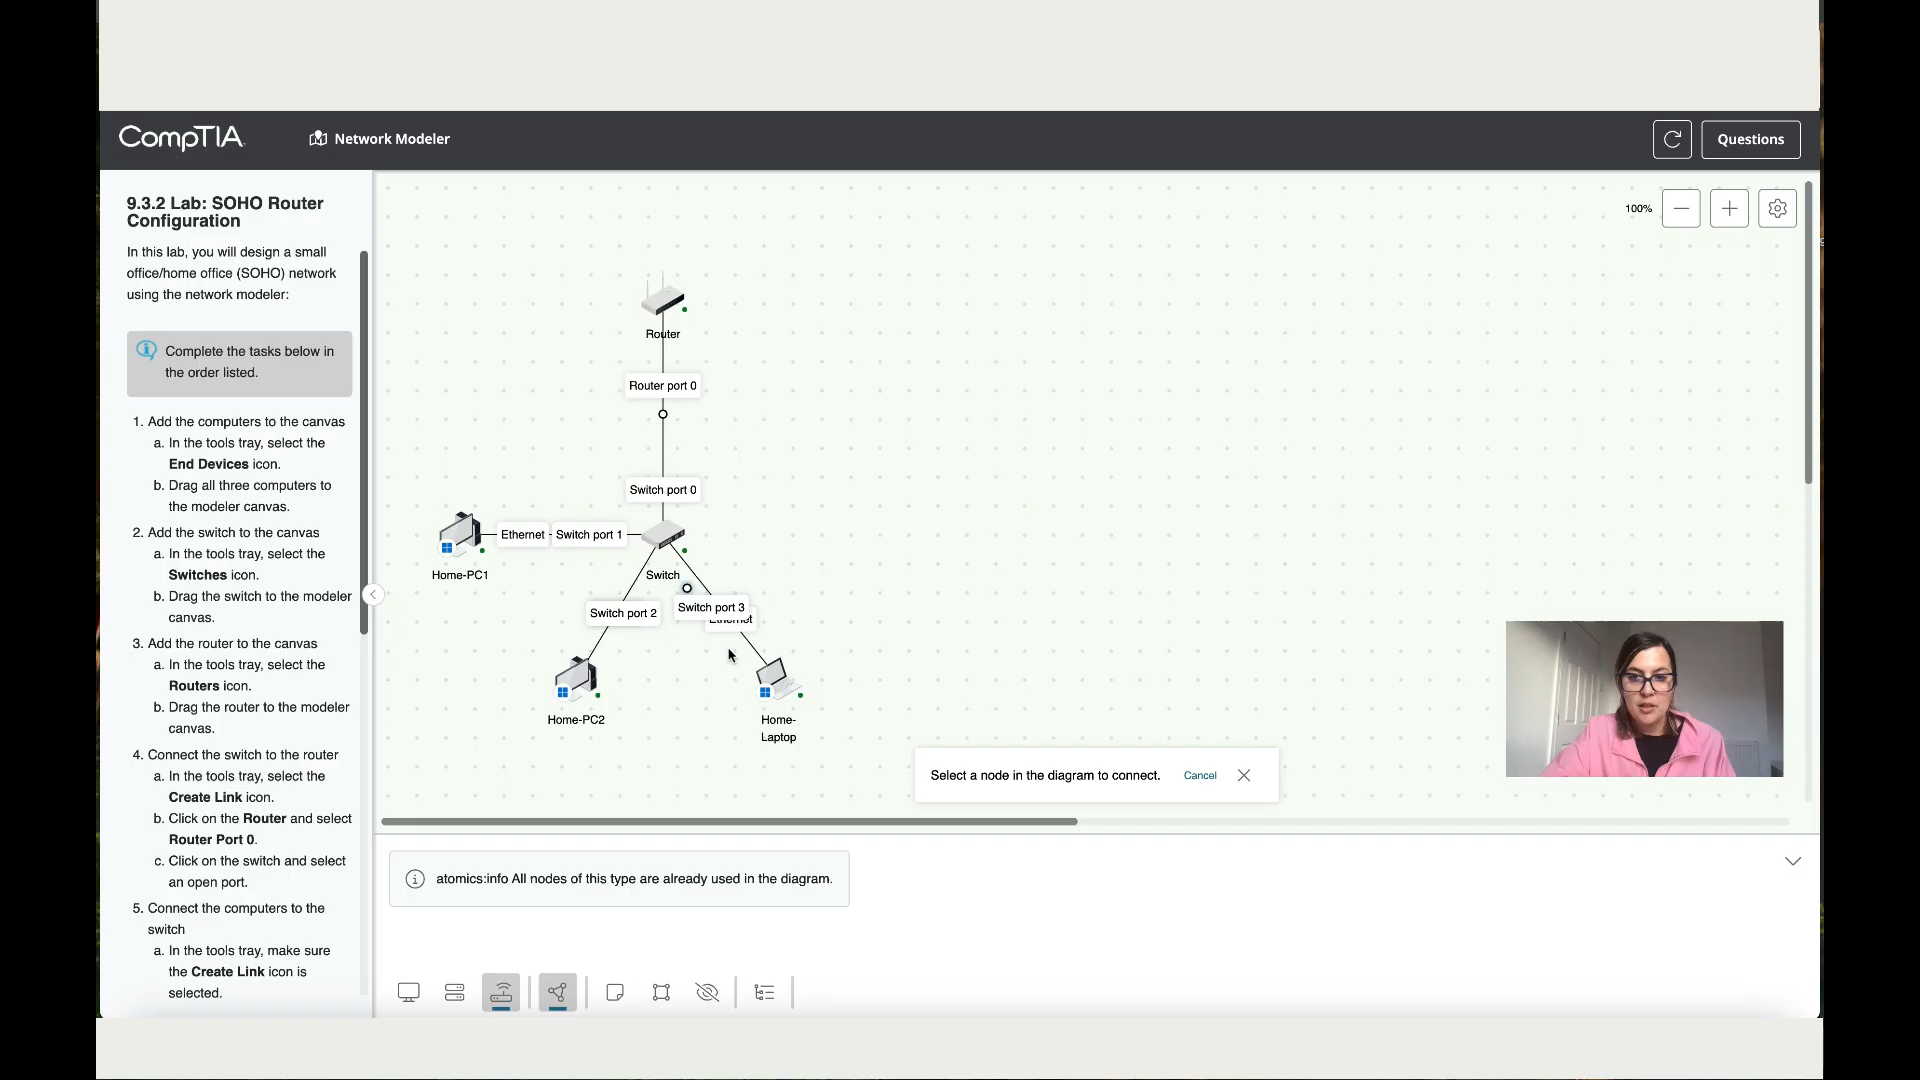 CompTIA.
Network Modeler
Questions
9.3.2 Lab: SOHO Router
Configuration
In this lab, you will design a small
office/home office (SOHO) network
using the network modeler:
Complete the tasks below in
the order listed.
1. Add the computers to the canvas
a. In the tools tray, select the
End Devices icon.
b. Drag all three computers to
the modeler canvas.
2. Add the switch to the canvas
a. In the tools tray, select the
Switches icon.
b. Drag the switch to the modeler
canvas.
3. Add the router to the canvas
a. In the tools tray, select the
Routers icon.
b. Drag the router to the modeler
canvas.
4. Connect the switch to the router
a. In the tools tray, select the
Create Link icon.
b. Click on the Router and select
Router Port 0.
c. Click on the switch and select
an open port.
5. Connect the computers to the
switch
a. In the tools tray, make sure
the Create Link icon is
selected.
100%
Router
Router port 0
Switch port 0
Ethernet
Switch port 1
Home-PC1
Switch
Switch port 2
Switch port 3
Ethernet
Home-PC2
Home-
Laptop
Select a node in the diagram to connect.
Cancel
atomics:info All nodes of this type are already used in the diagram.